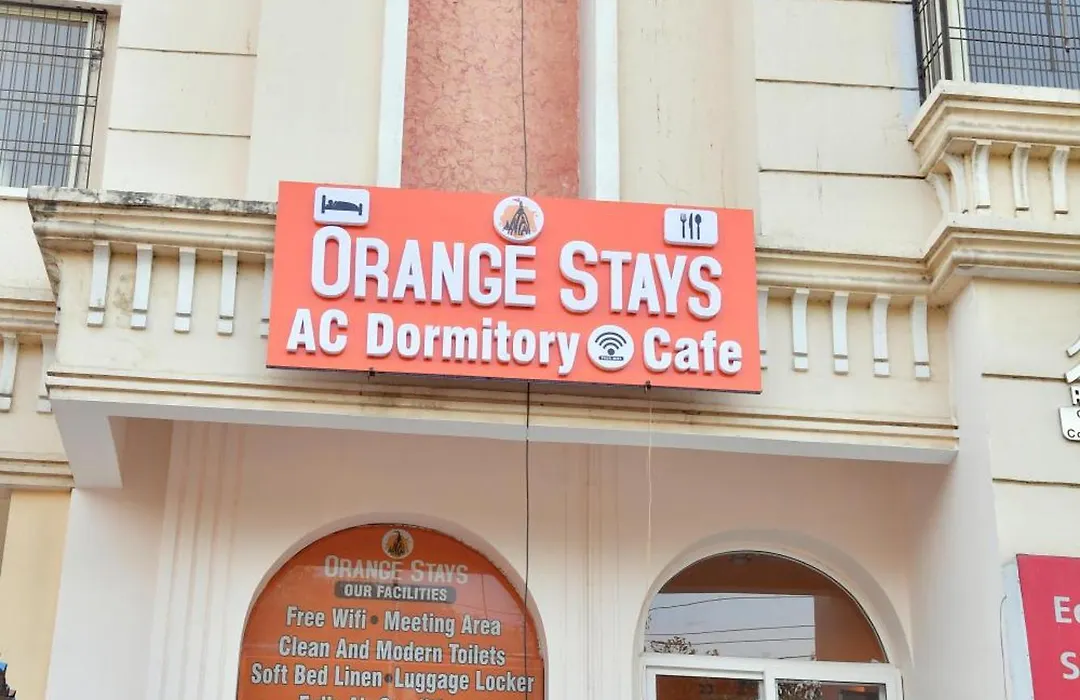 ORANGE STAYS
AC Dormitory Cafe
ORANGE STAYS
OUR FACILITIES
Free Wifi • Meeting Area
Clean And Modern Toilets
Soft Bed Linen • Luggage Locker